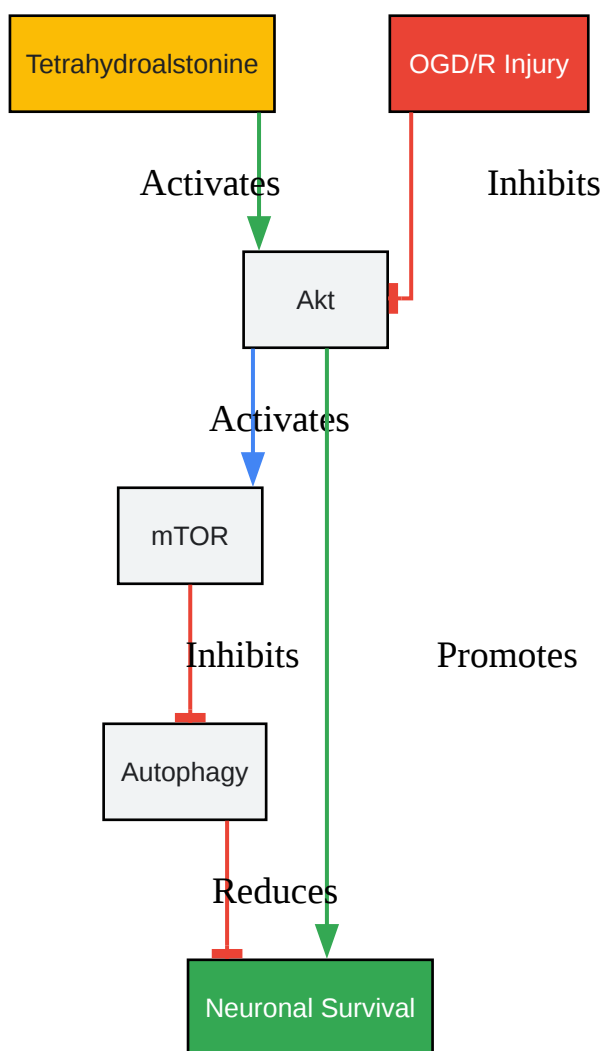 Tetrahydroalstonine
OGD/R Injury
Activates
Inhibits
Akt
Activates
mTOR
Inhibits
Promotes
Autophagy
Reduces
Neuronal Survival